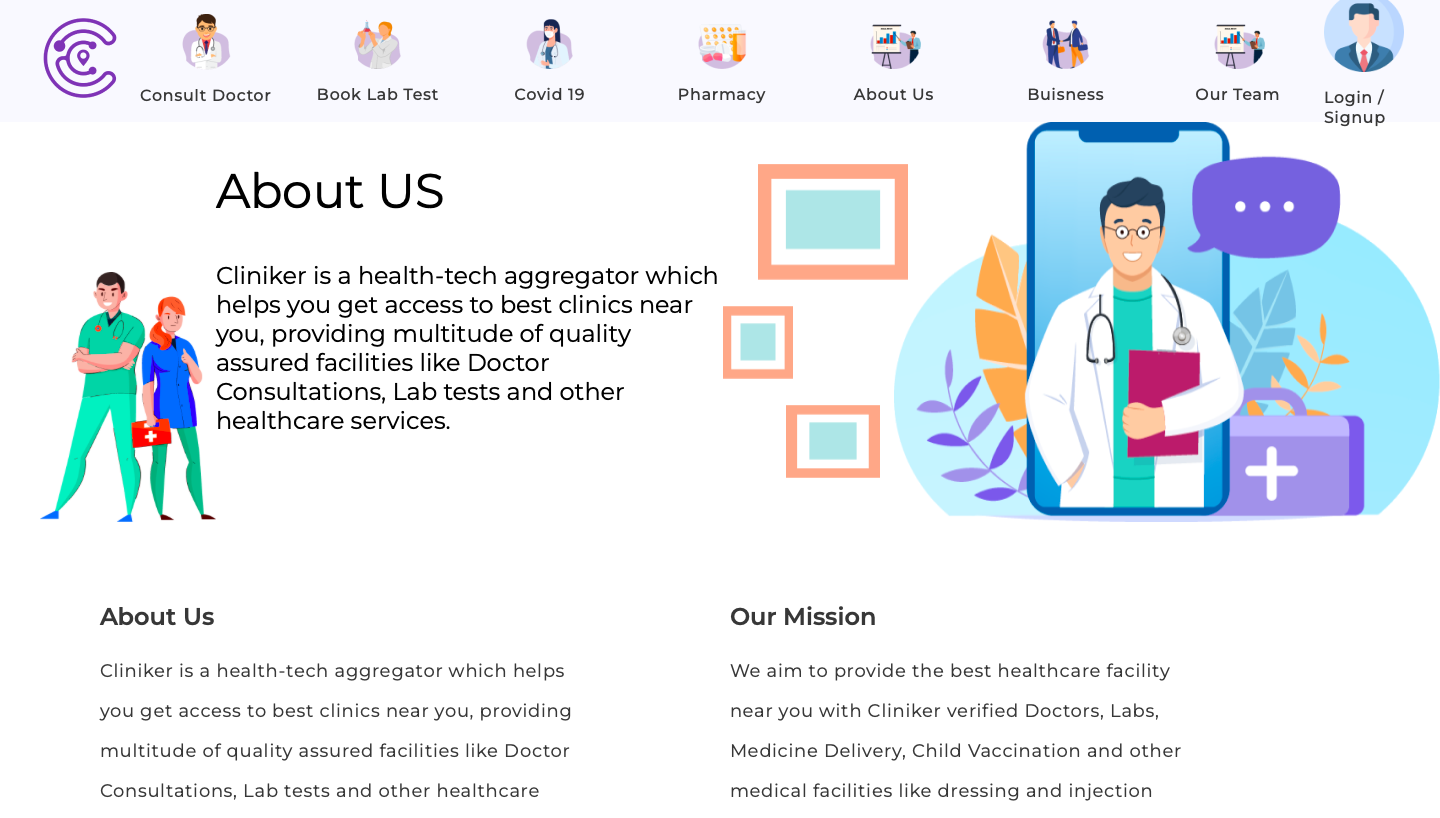 Consult Doctor
Book Lab Test
Covid 19
Pharmacy
About Us
Buisness
Our Team
Login /
Signup
About US
Cliniker is a health-tech aggregator which
helps you get access to best clinics near
you, providing multitude of quality
assured facilities like Doctor
Consultations, Lab tests and other
healthcare services.
About Us
Cliniker is a health-tech aggregator which helps
you get access to best clinics near you, providing
multitude of quality assured facilities like Doctor
Consultations, Lab tests and other healthcare
Our Mission
We aim to provide the best healthcare facility
near you with Cliniker verified Doctors, Labs,
Medicine Delivery, Child Vaccination and other
medical facilities like dressing and injection